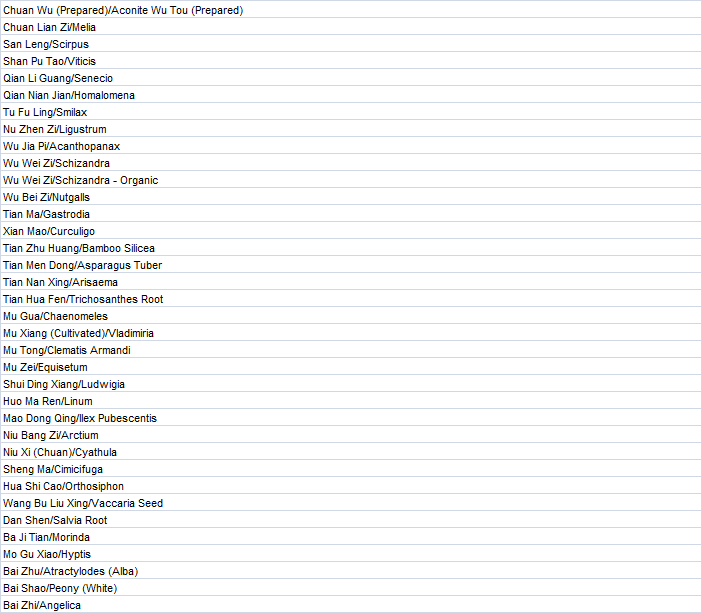 Chuan Wu (Prepared)/Aconite Wu Tou (Prepared)
Chuan Lian Zi/Melia
San Leng/Scirpus
Shan Pu Tao/Viticis
Qian Li Guang/Senecio
Qian Nian Jian/Homalomena
Tu Fu Ling/Smilax
Nu Zhen Zi/Ligustrum
Wu Jia Pi/Acanthopanax
Wu Wei Zi/Schizandra
Wu Wei Zi/Schizandra - Organic
Wu Bei Zi/Nutgalls
Tian Ma/Gastrodia
Xian Mao/Curculigo
Tian Zhu Huang/Bamboo Silicea
Tian Men Dong/Asparagus Tuber
Tian Nan Xing/Arisaema
Tian Hua Fen/Trichosanthes Root
Mu Gua/Chaenomeles
Mu Xiang (Cultivated)/Vladimiria
Mu Tong/Clematis Armandi
Mu Zei/Equisetum
Shui Ding Xiang/Ludwigia
Huo Ma Ren/Linum
Mao Dong Qing/Ilex Pubescentis
Niu Bang Zi/Arctium
Niu Xi (Chuan)/Cyathula
Sheng Ma/Cimicifuga
Hua Shi Cao/Orthosiphon
Wang Bu Liu Xing/Vaccaria Seed
Dan Shen/Salvia Root
Ba Ji Tian/Morinda
Mo Gu Xiao/Hyptis
Bai Zhu/Atractylodes (Alba)
Bai Shao/Peony (White)
Bai Zhi/Angelica